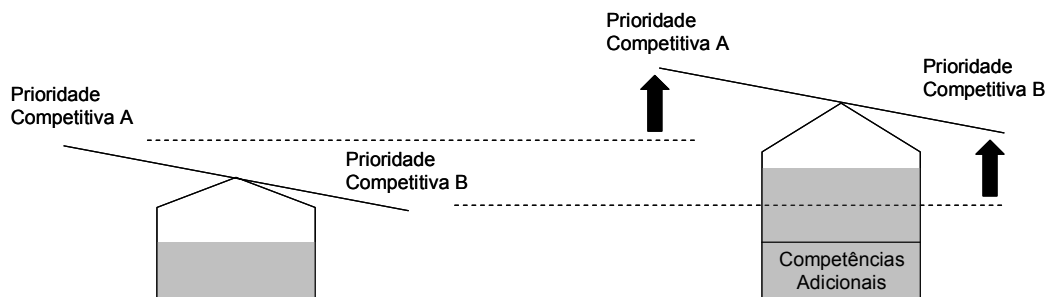 Prioridade
Competitiva A
Prioridade
Competitiva B
Prioridade
Competitiva A
Prioridade
Competitiva B
Competências
Adicionais